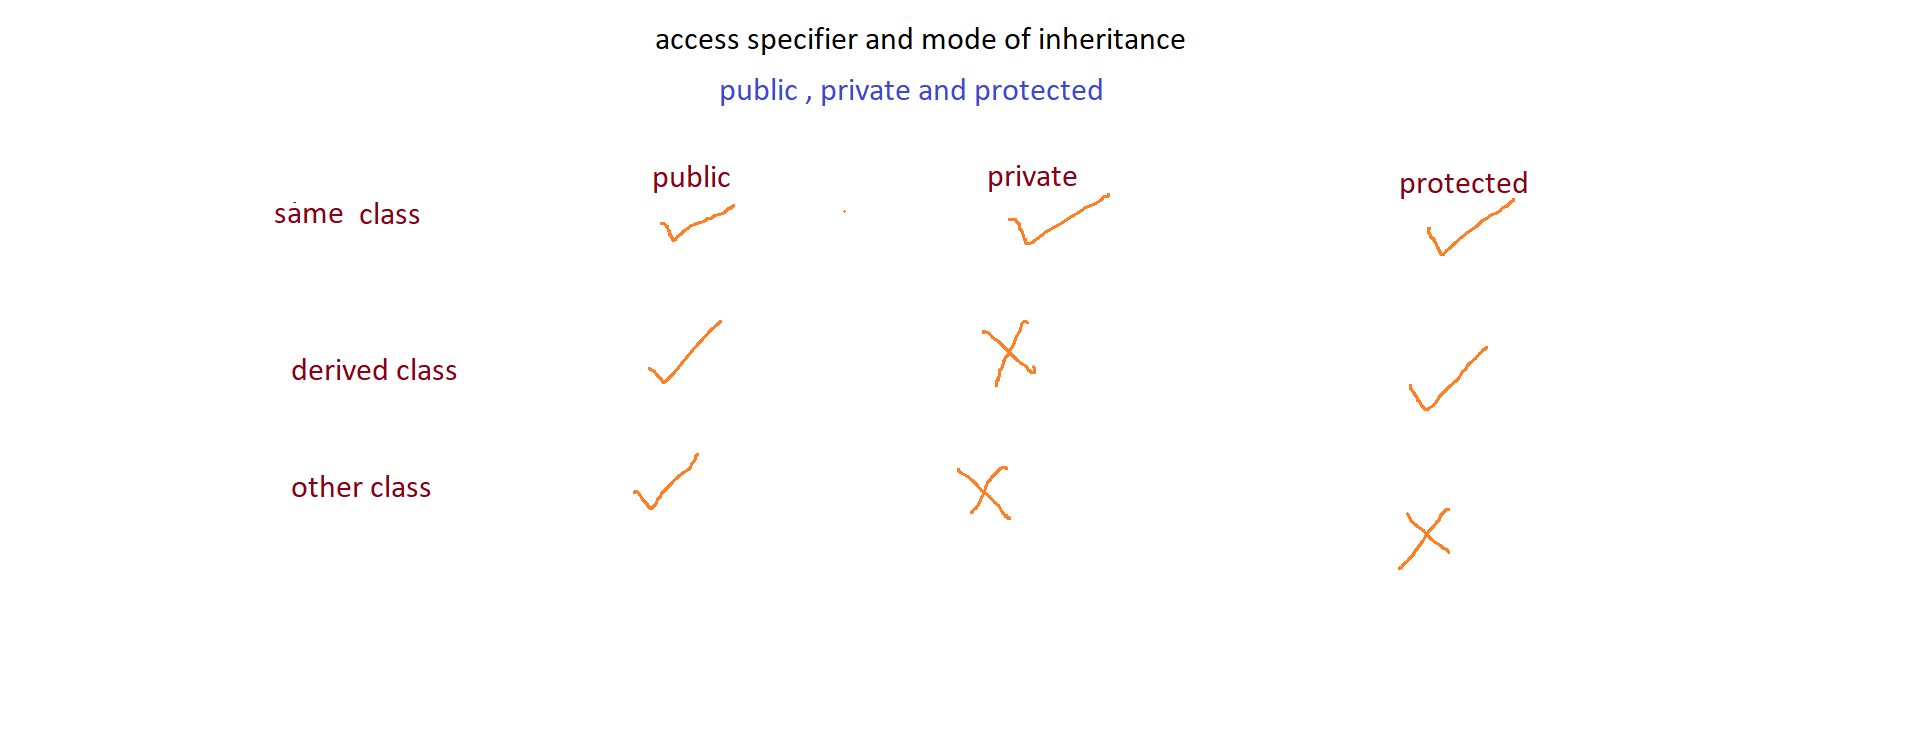 access specifier and mode of inheritance
public , private and protected
public private protected
same class
derived class
other class